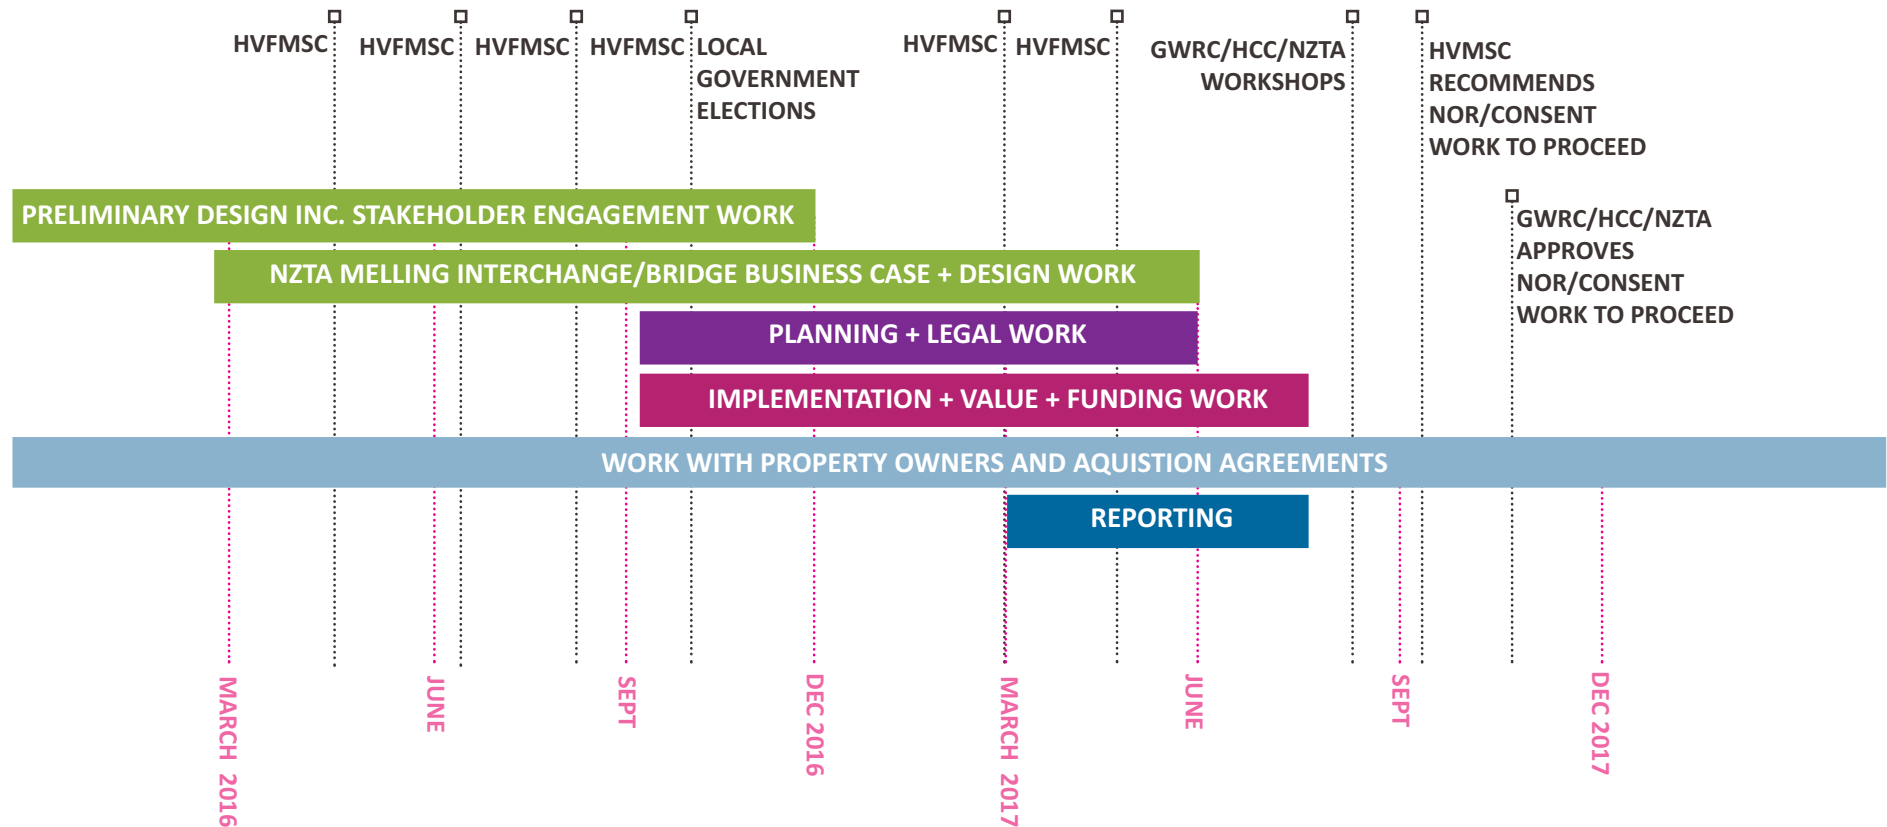 HVFMSC
HVFMSC
HVFMSC
HVFMSC
LOCAL
GOVERNMENT
ELECTIONS
HVFMSC
HVFMSC
GWRC/HCC/NZTA
WORKSHOPS
HVMSC
RECOMMENDS
NOR/CONSENT
WORK TO PROCEED
GWRC/HCC/NZTA
APPROVES
NOR/CONSENT
WORK TO PROCEED
PRELIMINARY DESIGN INC. STAKEHOLDER ENGAGEMENT WORK
NZTA MELLING INTERCHANGE/BRIDGE BUSINESS CASE + DESIGN WORK
PLANNING + LEGAL WORK
IMPLEMENTATION + VALUE + FUNDING WORK
WORK WITH PROPERTY OWNERS AND AQUISTION AGREEMENTS
REPORTING
MARCH 2016
JUNE
SEPT
DEC 2016
MARCH 2017
JUNE
SEPT
DEC 2017